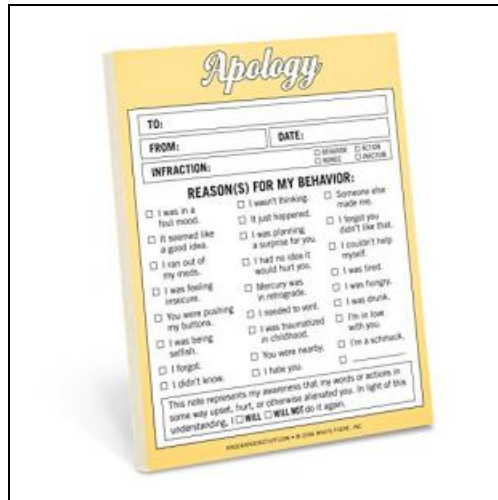 Apology
TO:
FROM:
DATE:
INFRACTION:
BEHAVIOR
ACTION
WORDS
INACTION
REASON(S) FOR MY BEHAVIOR:
I was in a
foul mood.
It seemed like
a good idea.
I ran out of
my meds.
I was feeling
insecure.
You were pushing
my buttons.
I was being
selfish.
I forgot.
I didn't know.
I wasn't thinking.
It just happened.
I was planning
a surprise for you.
I had no idea it
would hurt you.
Mercury was
in retrograde.
I needed to vent.
I was traumatized
in childhood.
You were nearby.
I hate you.
Someone else
made me.
I forgot you
didn't like that.
I couldn't help
myself.
I was tired.
I was hungry.
I was drunk.
I'm in love
with you.
I'm a schmuck.
This note represents my awareness that my words or actions in
some way upset, hurt, or otherwise alienated you. In light of this
understanding, I WILL WILL NOT do it again.
KNOCKKNOCKSTUFF.COM • © 2006 WHO'S THERE, INC